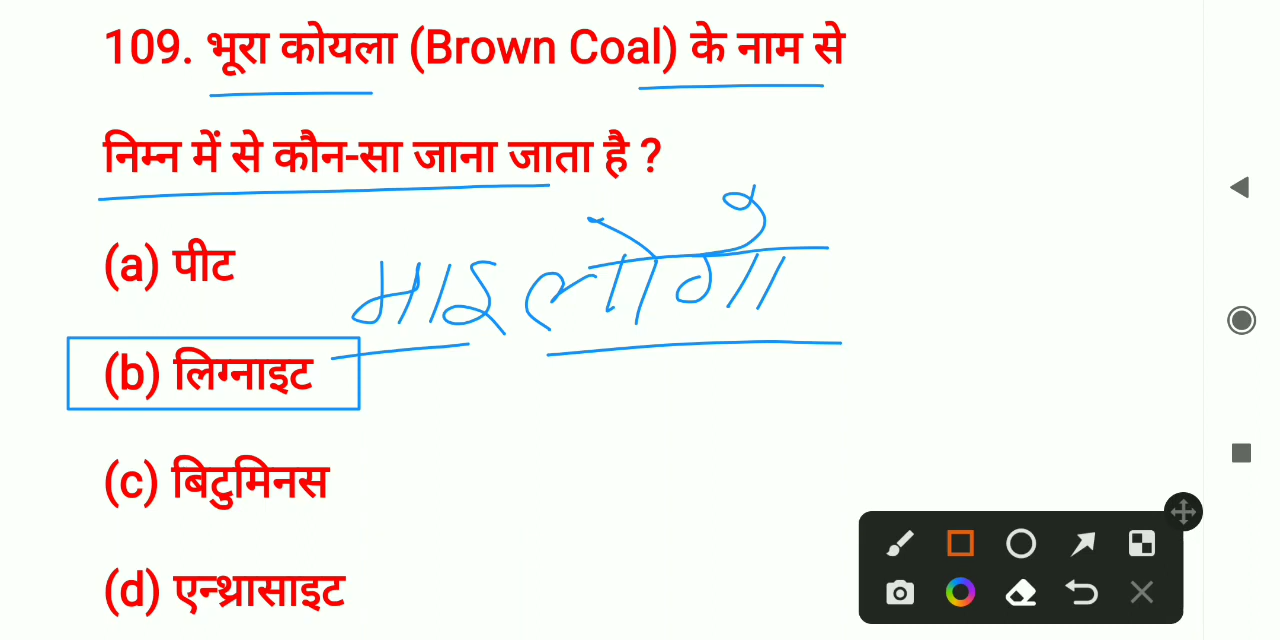 109. भूरा कोयला (Brown Coal) के नाम से
निम्न में से कौन-सा जाना जाता है ?
(a) पीट
(b) लिग्नाइट
(c) बिटुमिनस
(d) एन्थ्रासाइट